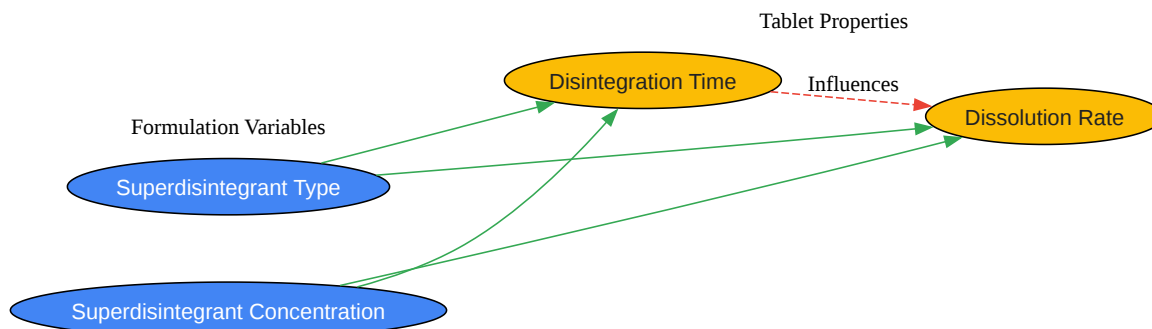 Tablet Properties
Disintegration Time
Influences
Dissolution Rate
Formulation Variables
Superdisintegrant Type
Superdisintegrant Concentration